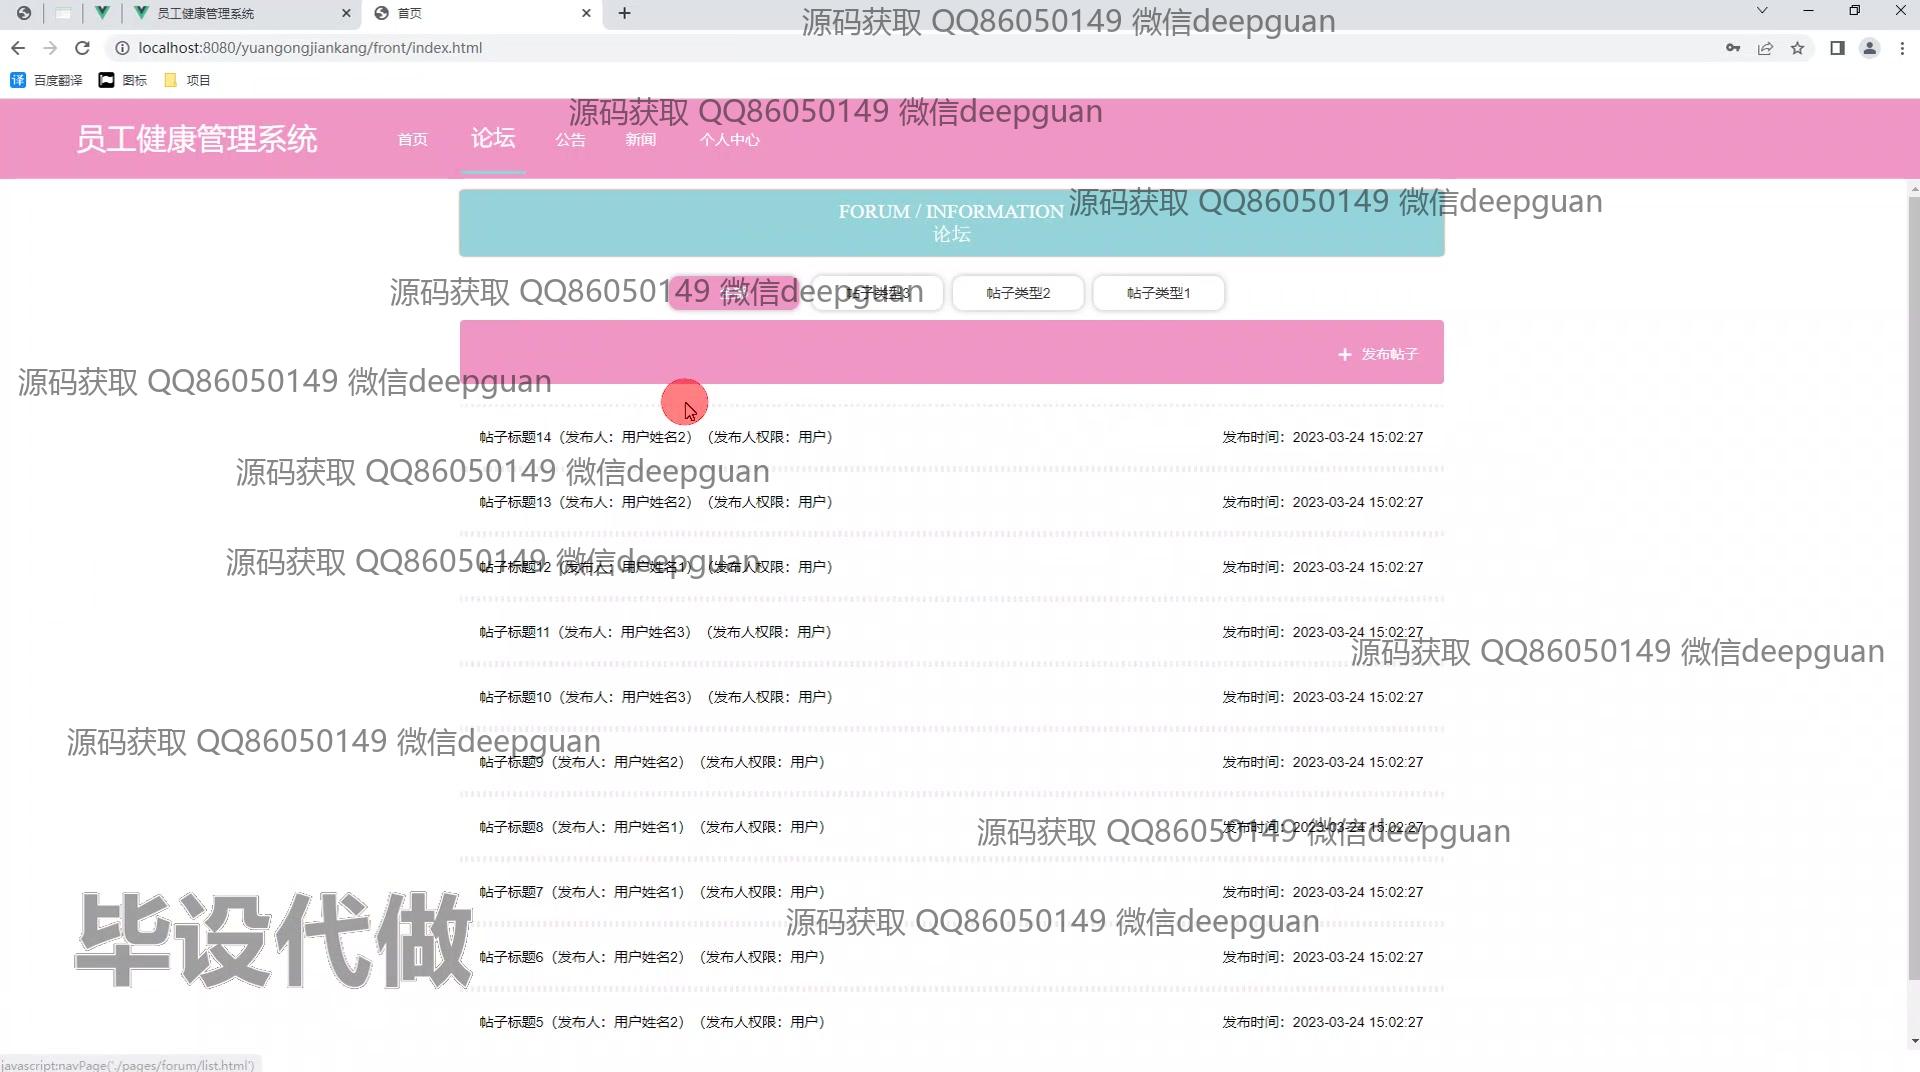 员工健康管理系统
首页
源码获取 QQ86050149 微信deepguan
localhost:8080/yuangongjiankang/front/index.html
百度翻译
图标
项目
源码获取 QQ86050149 微信deepguan
员工健康管理系统
首页
论坛
公告
新闻
个人中心
源码获取 QQ86050149 微信deepguan
FORUM / INFORMATION
论坛
源码获取 QQ86050149 微信deepguan
全部
帖子类型3
帖子类型2
帖子类型1
+ 发布帖子
源码获取 QQ86050149 微信deepguan
帖子标题14（发布人：用户姓名2）（发布人权限：用户）
发布时间：2023-03-24 15:02:27
源码获取 QQ86050149 微信deepguan
帖子标题13（发布人：用户姓名2）（发布人权限：用户）
发布时间：2023-03-24 15:02:27
源码获取 QQ86050149 微信deepguan
帖子标题12（发布人：用户姓名1）（发布人权限：用户）
发布时间：2023-03-24 15:02:27
帖子标题11（发布人：用户姓名3）（发布人权限：用户）
发布时间：2023-03-24 15:02:27
源码获取 QQ86050149 微信deepguan
帖子标题10（发布人：用户姓名3）（发布人权限：用户）
发布时间：2023-03-24 15:02:27
源码获取 QQ86050149 微信deepguan
帖子标题9（发布人：用户姓名2）（发布人权限：用户）
发布时间：2023-03-24 15:02:27
帖子标题8（发布人：用户姓名1）（发布人权限：用户）
发布时间：2023-03-24 15:02:27
源码获取 QQ86050149 微信deepguan
帖子标题7（发布人：用户姓名1）（发布人权限：用户）
发布时间：2023-03-24 15:02:27
源码获取 QQ86050149 微信deepguan
毕设代做
帖子标题6（发布人：用户姓名2）（发布人权限：用户）
发布时间：2023-03-24 15:02:27
帖子标题5（发布人：用户姓名2）（发布人权限：用户）
发布时间：2023-03-24 15:02:27
javascript:navPage('./pages/forum/list.html')